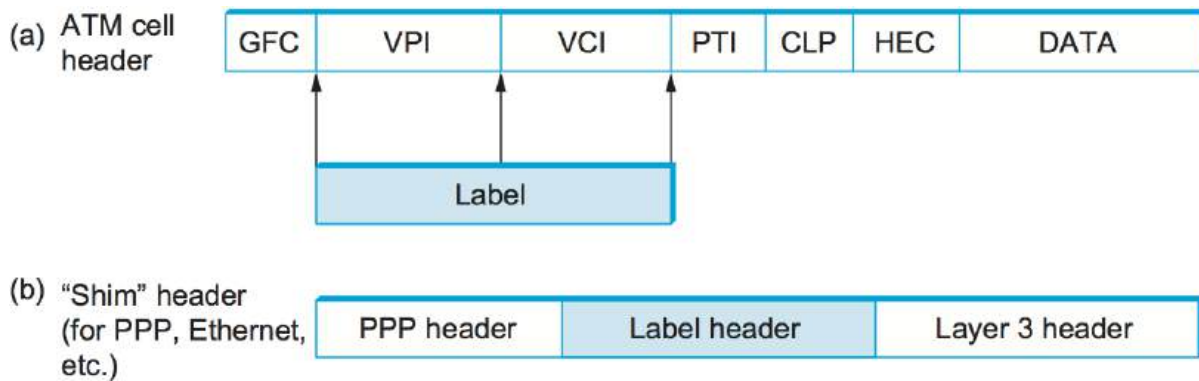 (a) ATM cell
header
GFC VPI VCI PTI CLP HEC DATA
Label
(b) “Shim” header
(for PPP, Ethernet,
etc.)
PPP header Label header Layer 3 header